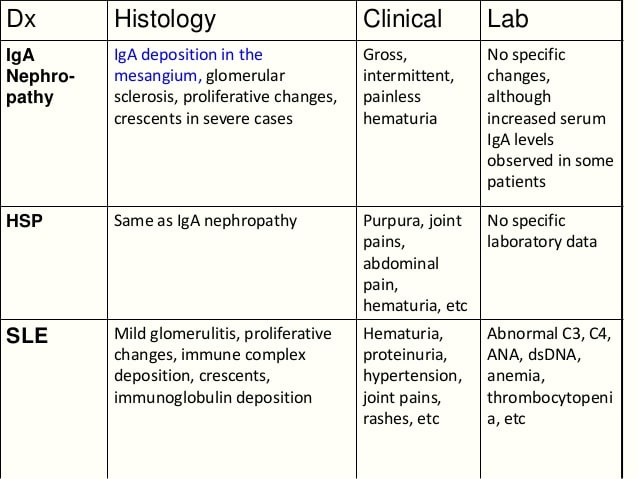 Dx
Histology
Clinical
Lab
IgA
Nephro-
pathy
IgA deposition in the
mesangium, glomerular
sclerosis, proliferative changes,
crescents in severe cases
Gross,
intermittent,
painless
hematuria
No specific
changes,
although
increased serum
IgA levels
observed in some
patients
HSP
Same as IgA nephropathy
Purpura, joint
pains,
abdominal
pain,
hematuria, etc
No specific
laboratory data
SLE
Mild glomerulitis, proliferative
changes, immune complex
deposition, crescents,
immunoglobulin deposition
Hematuria,
proteinuria,
hypertension,
joint pains,
rashes, etc
Abnormal C3, C4,
ANA, dsDNA,
anemia,
thrombocytopeni
a, etc